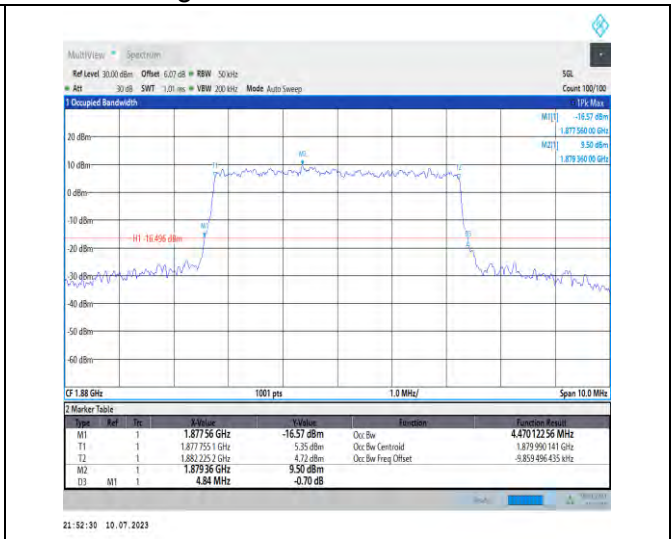 MultiView Spectrum
Ref Level 30.00 dBm Offset 6.07 dB RBW 50 kHz SGL
Att 30 dB SWT 1.01 ms VBW 200 kHz Mode Auto Sweep Count 100/100
1 Occupied Bandwidth 1Pk Max
M1[1] -16.57 dBm
1.877 560 00 GHz
M2[1] 9.50 dBm
1.879 360 00 GHz
20 dBm
10 dBm
0 dBm
-10 dBm
H1 -16.496 dBm
-20 dBm
-30 dBm
-40 dBm
-50 dBm
-60 dBm
CF 1.88 GHz 1001 pts 1.0 MHz/ Span 10.0 MHz
2 Marker Table
Type Ref Trc X-Value Y-Value Function Function Result
M1 1 1.877 56 GHz -16.57 dBm Occ Bw 4.470 122 56 MHz
T1 1 1.877 755 1 GHz 5.35 dBm Occ Bw Centroid 1.879 990 141 GHz
T2 1 1.882 225 2 GHz 4.72 dBm Occ Bw Freq Offset -9.859 496 435 kHz
M2 1 1.879 36 GHz 9.50 dBm
D3 M1 1 4.84 MHz -0.70 dB
21:52:30 10.07.2023